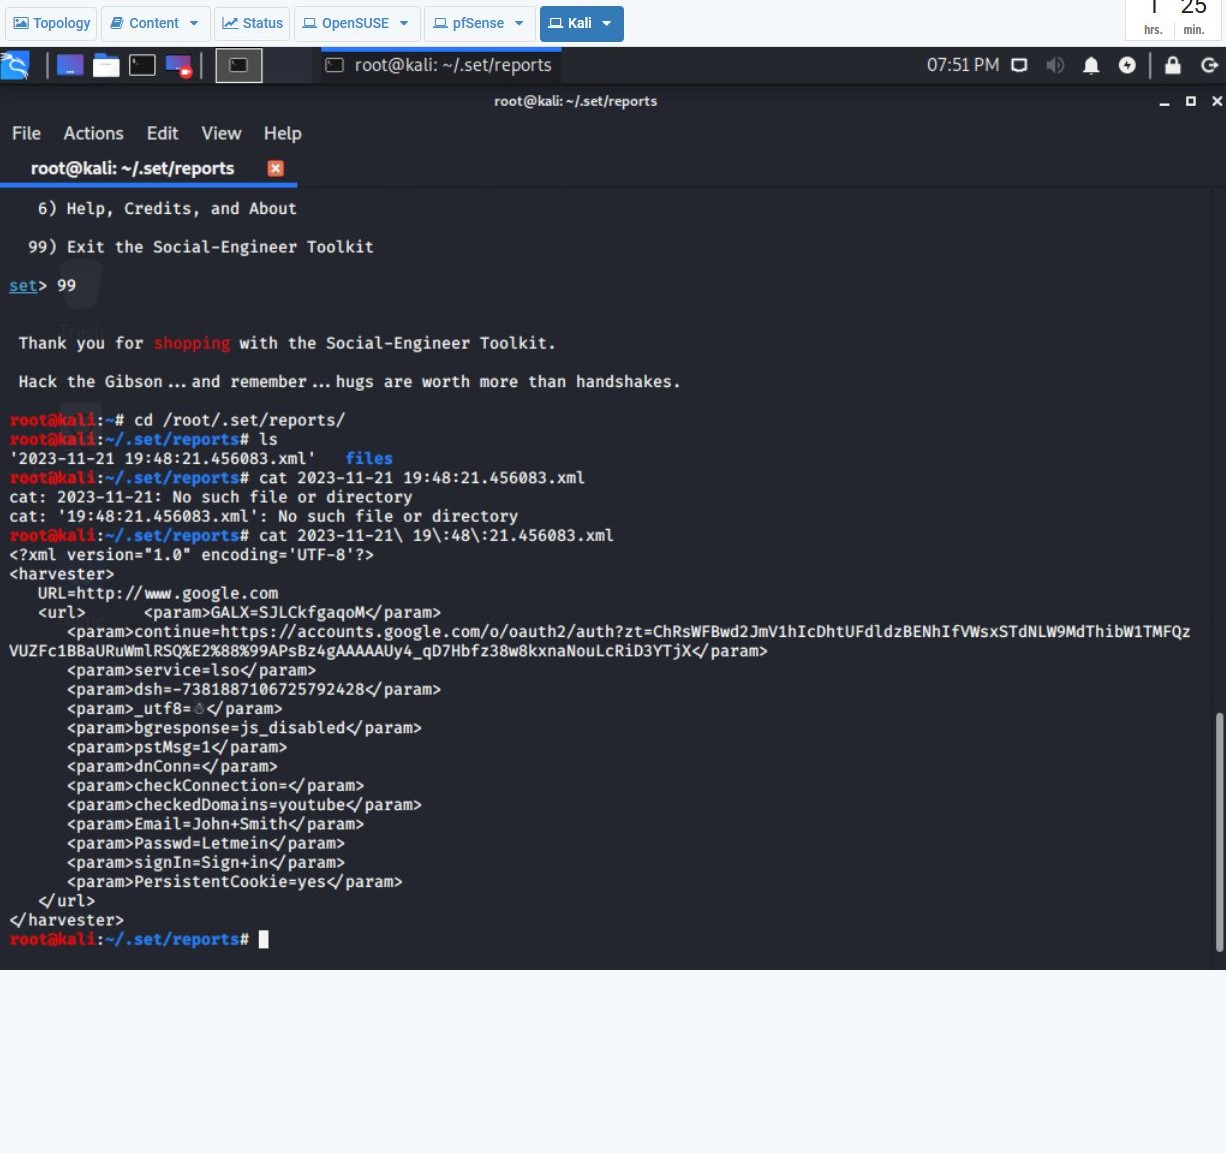 Topology Content Status OpenSUSE pfSense Kali
1 25
hrs. min.
root@kali: ~/.set/reports 07:51 PM
root@kali: ~/.set/reports
File Actions Edit View Help
root@kali: ~/.set/reports
6) Help, Credits, and About
99) Exit the Social-Engineer Toolkit
set> 99
Trash
Thank you for shopping with the Social-Engineer Toolkit.
Hack the Gibson...and remember...hugs are worth more than handshakes.
root@kali:~# cd /root/.set/reports/
root@kali:~/.set/reports# ls
'2023-11-21 19:48:21.456083.xml' files
root@kali:~/.set/reports# cat 2023-11-21 19:48:21.456083.xml
cat: 2023-11-21: No such file or directory
cat: '19:48:21.456083.xml': No such file or directory
root@kali:~/.set/reports# cat 2023-11-21\ 19\:48\:21.456083.xml
<?xml version="1.0" encoding='UTF-8'?>
<harvester>
URL=http://www.google.com
<url> <param>GALX=SJLCkfgaqoM</param>
<param>continue=https://accounts.google.com/o/oauth2/auth?zt=ChRsWFBwd2JmV1hIcDhtUFdldzBENhIfVWsxSTdNLW9MdThibW1TMFQz
VUZFc1BBaURuWmlRSQ%E2%88%99APsBz4gAAAAAUy4_qD7Hbfz38w8kxnaNouLcRiD3YTjX</param>
<param>service=lso</param>
<param>dsh=-7381887106725792428</param>
<param>_utf8=☃</param>
<param>bgresponse=js_disabled</param>
<param>pstMsg=1</param>
<param>dnConn=</param>
<param>checkConnection=</param>
<param>checkedDomains=youtube</param>
<param>Email=John+Smith</param>
<param>Passwd=Letmein</param>
<param>signIn=Sign+in</param>
<param>PersistentCookie=yes</param>
</url>
</harvester>
root@kali:~/.set/reports#